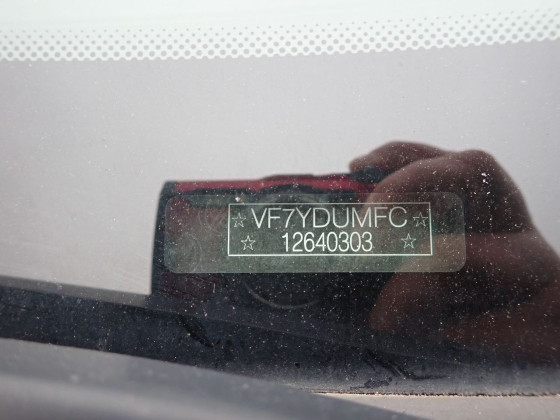 ☆ VF7YDUMFC ☆
☆ 12640303 ☆